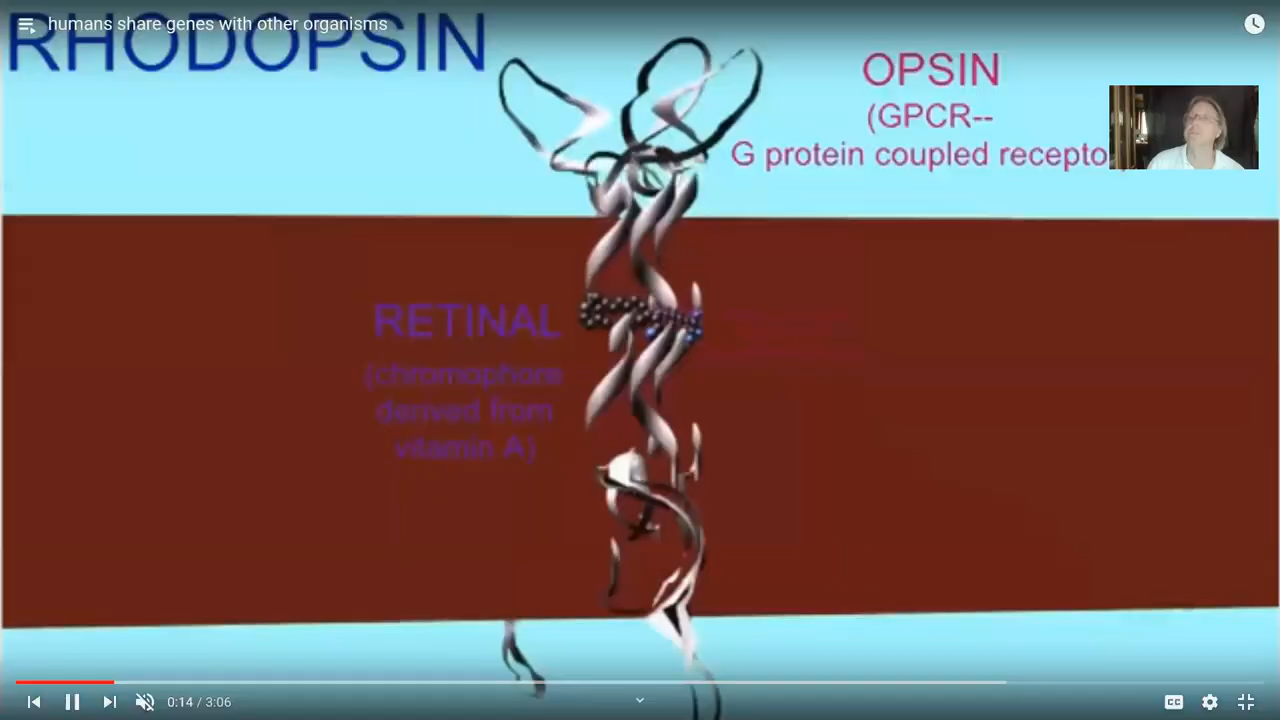 humans share genes with other organisms
RHODOPSIN
OPSIN
(GPCR--
G protein coupled recepto
RETINAL
(chromophore
derived from
vitamin A)
0:14 / 3:06
CC